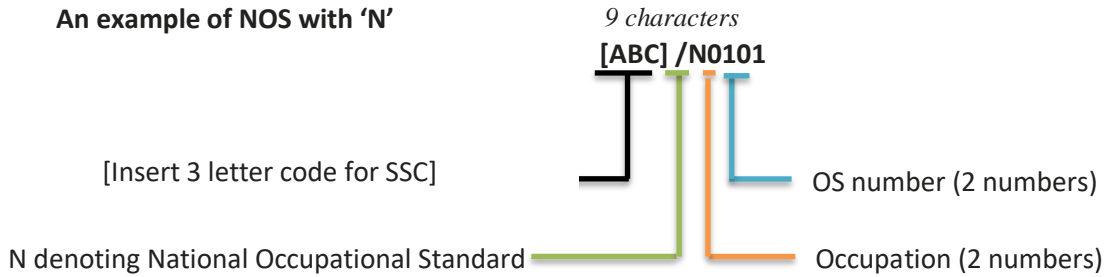 An example of NOS with ‘N’
9 characters
[ABC] /N0101
[Insert 3 letter code for SSC]
OS number (2 numbers)
N denoting National Occupational Standard
Occupation (2 numbers)